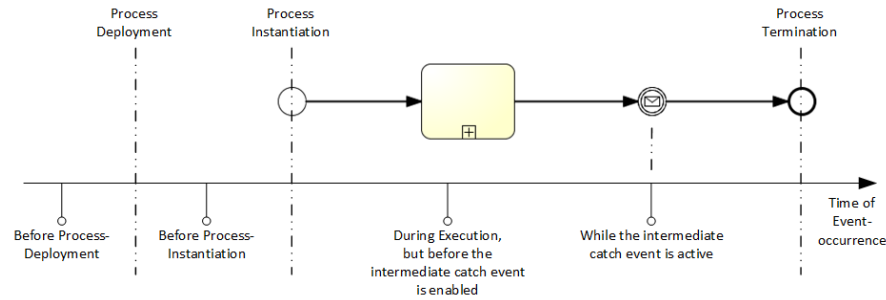 Process
Deployment
Process
Instantiation
Process
Termination
Time of
Event-
occurrence
Before Process-
Deployment
Before Process-
Instantiation
During Execution,
but before the
intermediate catch event
is enabled
While the intermediate
catch event is active